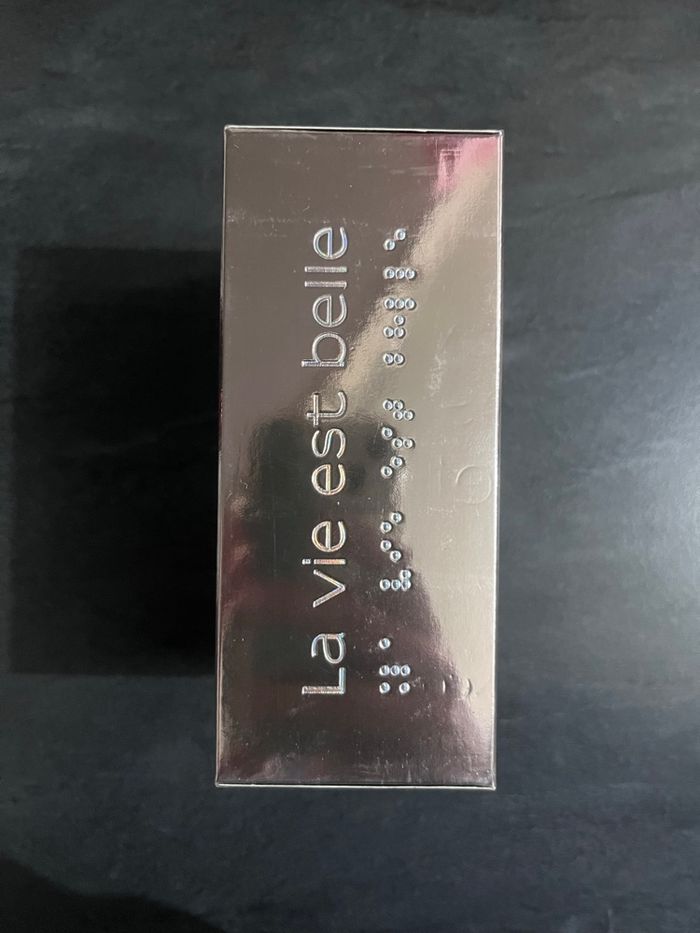 La vie est belle
⠨⠇⠁ ⠧⠊⠑ ⠑⠎⠞ ⠃⠑⠇⠇⠑